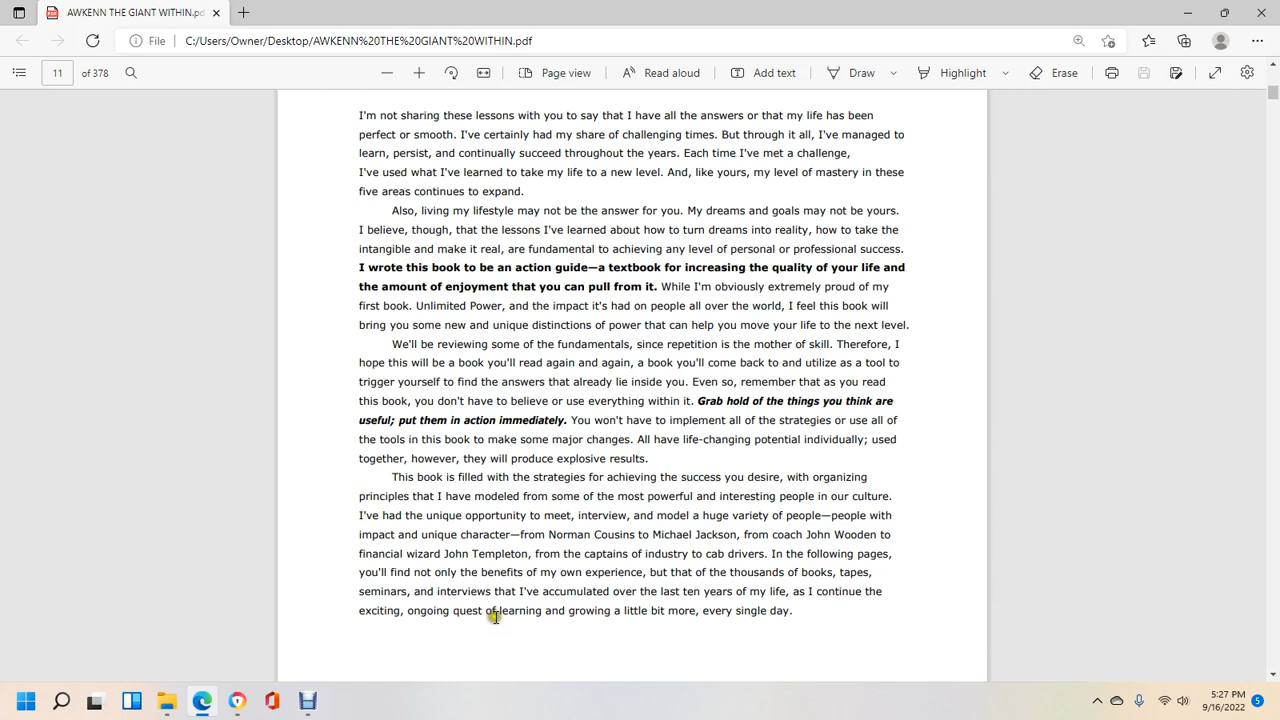 AWKENN THE GIANT WITHIN.pd
File C:/Users/Owner/Desktop/AWKENN%20THE%20GIANT%20WITHIN.pdf
11 of 378 Page view Read aloud Add text Draw Highlight Erase
I'm not sharing these lessons with you to say that I have all the answers or that my life has been
perfect or smooth. I've certainly had my share of challenging times. But through it all, I've managed to
learn, persist, and continually succeed throughout the years. Each time I've met a challenge,
I've used what I've learned to take my life to a new level. And, like yours, my level of mastery in these
five areas continues to expand.
Also, living my lifestyle may not be the answer for you. My dreams and goals may not be yours.
I believe, though, that the lessons I've learned about how to turn dreams into reality, how to take the
intangible and make it real, are fundamental to achieving any level of personal or professional success.
I wrote this book to be an action guide—a textbook for increasing the quality of your life and
the amount of enjoyment that you can pull from it. While I'm obviously extremely proud of my
first book. Unlimited Power, and the impact it's had on people all over the world, I feel this book will
bring you some new and unique distinctions of power that can help you move your life to the next level.
We'll be reviewing some of the fundamentals, since repetition is the mother of skill. Therefore, I
hope this will be a book you'll read again and again, a book you'll come back to and utilize as a tool to
trigger yourself to find the answers that already lie inside you. Even so, remember that as you read
this book, you don't have to believe or use everything within it. Grab hold of the things you think are
useful; put them in action immediately. You won't have to implement all of the strategies or use all of
the tools in this book to make some major changes. All have life-changing potential individually; used
together, however, they will produce explosive results.
This book is filled with the strategies for achieving the success you desire, with organizing
principles that I have modeled from some of the most powerful and interesting people in our culture.
I've had the unique opportunity to meet, interview, and model a huge variety of people—people with
impact and unique character—from Norman Cousins to Michael Jackson, from coach John Wooden to
financial wizard John Templeton, from the captains of industry to cab drivers. In the following pages,
you'll find not only the benefits of my own experience, but that of the thousands of books, tapes,
seminars, and interviews that I've accumulated over the last ten years of my life, as I continue the
exciting, ongoing quest of learning and growing a little bit more, every single day.
5:27 PM
9/16/2022 5